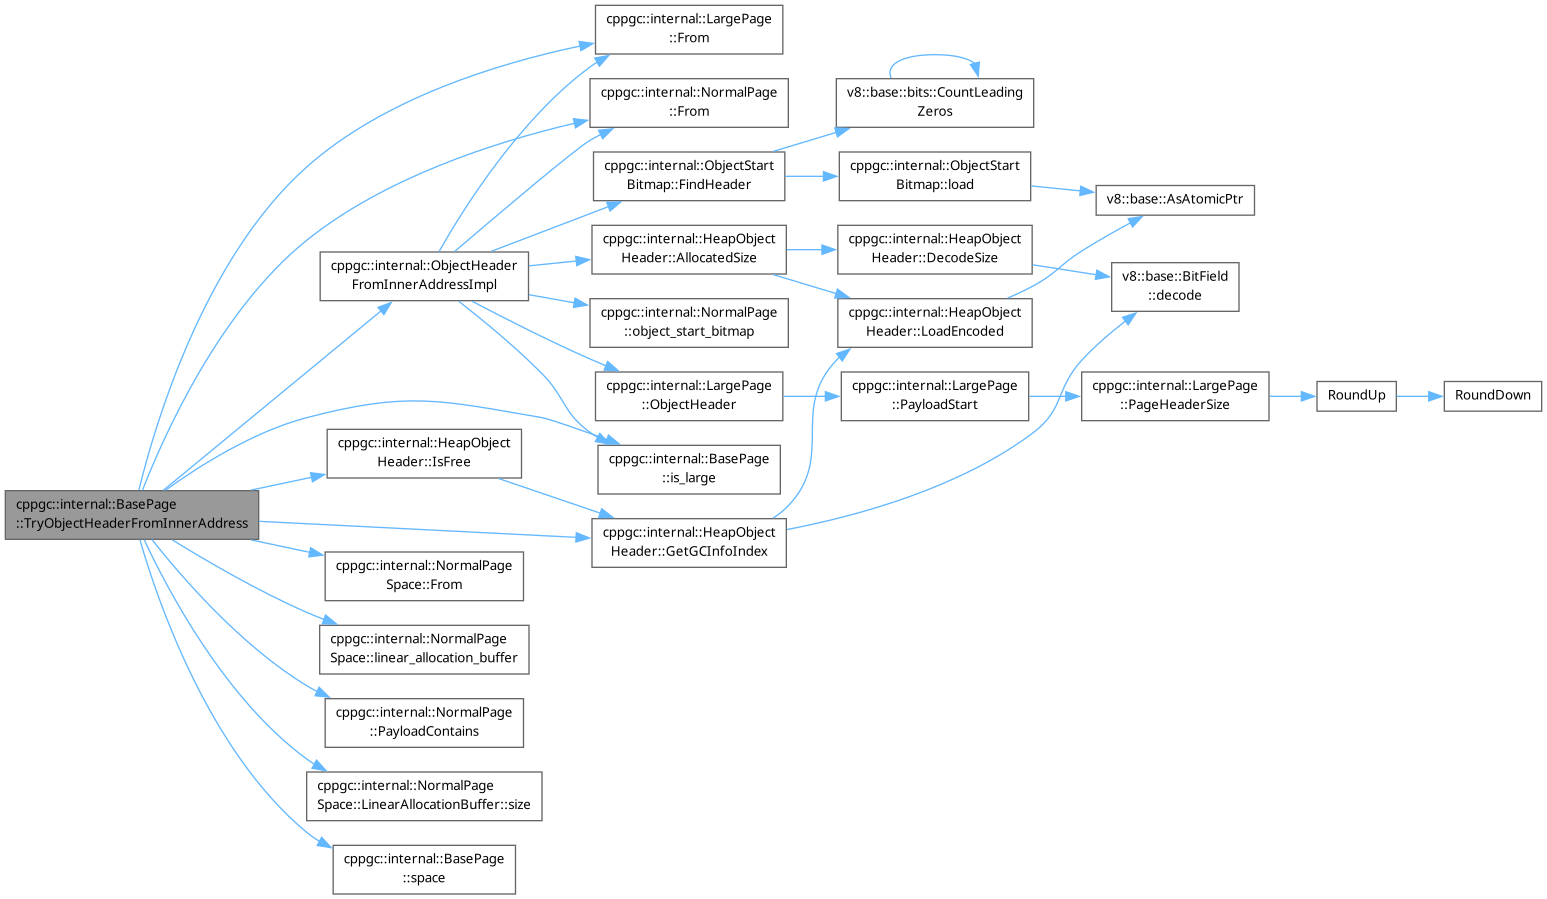 cppgc::internal::LargePage
::From
cppgc::internal::NormalPage
::From
v8::base::bits::CountLeading
Zeros
cppgc::internal::ObjectStart
Bitmap::FindHeader
cppgc::internal::ObjectStart
Bitmap::load
v8::base::AsAtomicPtr
cppgc::internal::ObjectHeader
FromInnerAddressImpl
cppgc::internal::HeapObject
Header::AllocatedSize
cppgc::internal::HeapObject
Header::DecodeSize
v8::base::BitField
::decode
cppgc::internal::NormalPage
::object_start_bitmap
cppgc::internal::HeapObject
Header::LoadEncoded
cppgc::internal::LargePage
::ObjectHeader
cppgc::internal::LargePage
::PayloadStart
cppgc::internal::LargePage
::PageHeaderSize
RoundUp
RoundDown
cppgc::internal::HeapObject
Header::IsFree
cppgc::internal::BasePage
::is_large
cppgc::internal::BasePage
::TryObjectHeaderFromInnerAddress
cppgc::internal::HeapObject
Header::GetGCInfoIndex
cppgc::internal::NormalPage
Space::From
cppgc::internal::NormalPage
Space::linear_allocation_buffer
cppgc::internal::NormalPage
::PayloadContains
cppgc::internal::NormalPage
Space::LinearAllocationBuffer::size
cppgc::internal::BasePage
::space